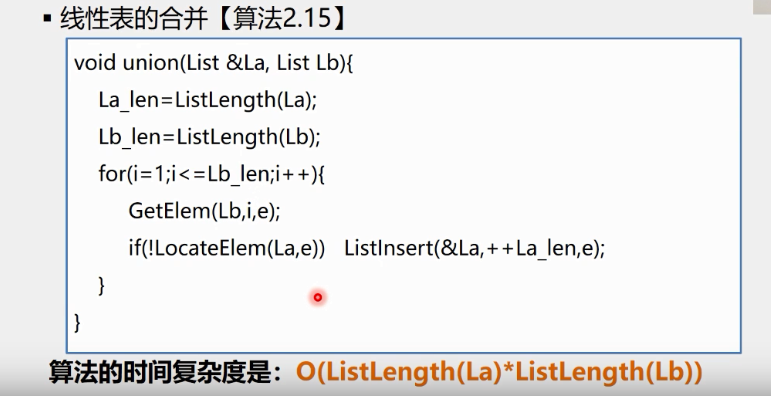 ▪ 线性表的合并【算法2.15】
void union(List &La, List Lb){
La_len=ListLength(La);
Lb_len=ListLength(Lb);
for(i=1;i<=Lb_len;i++){
GetElem(Lb,i,e);
if(!LocateElem(La,e)) ListInsert(&La,++La_len,e);
}
}
算法的时间复杂度是：O(ListLength(La)*ListLength(Lb))